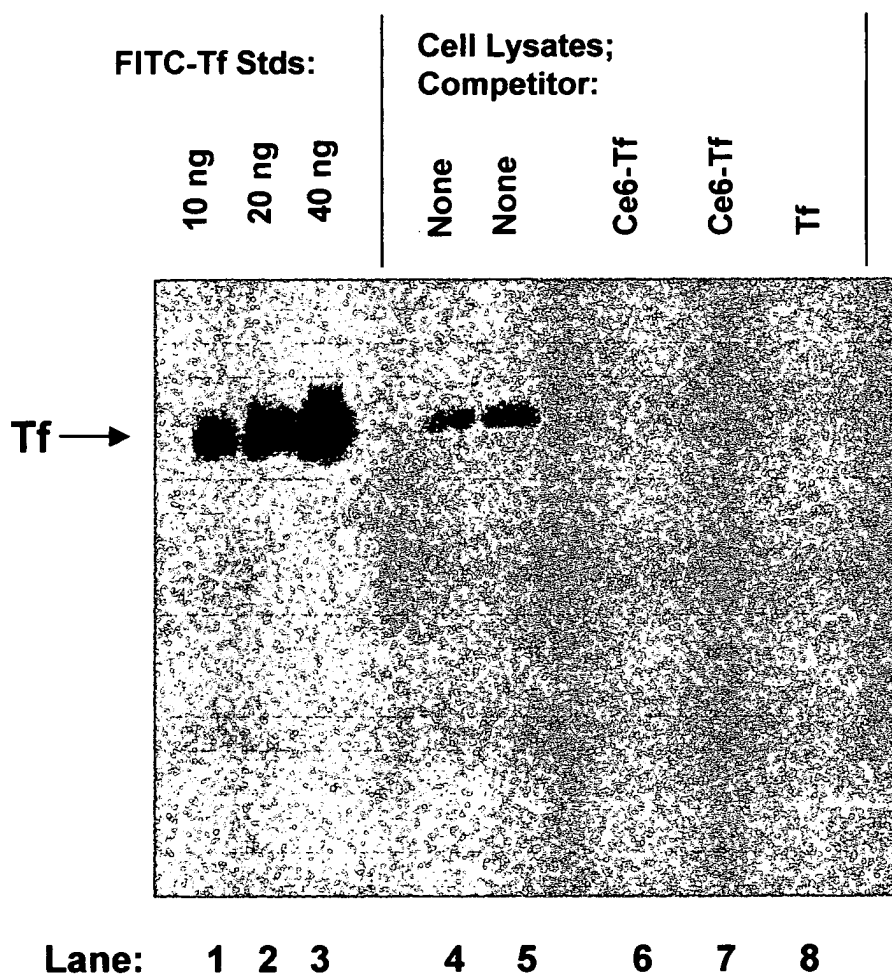 FITC-Tf Stds:
Cell Lysates;
Competitor:
10 ng
20 ng
40 ng
None
None
Ce6-Tf
Ce6-Tf
Tf
Tf
Lane: 1 2 3 4 5 6 7 8